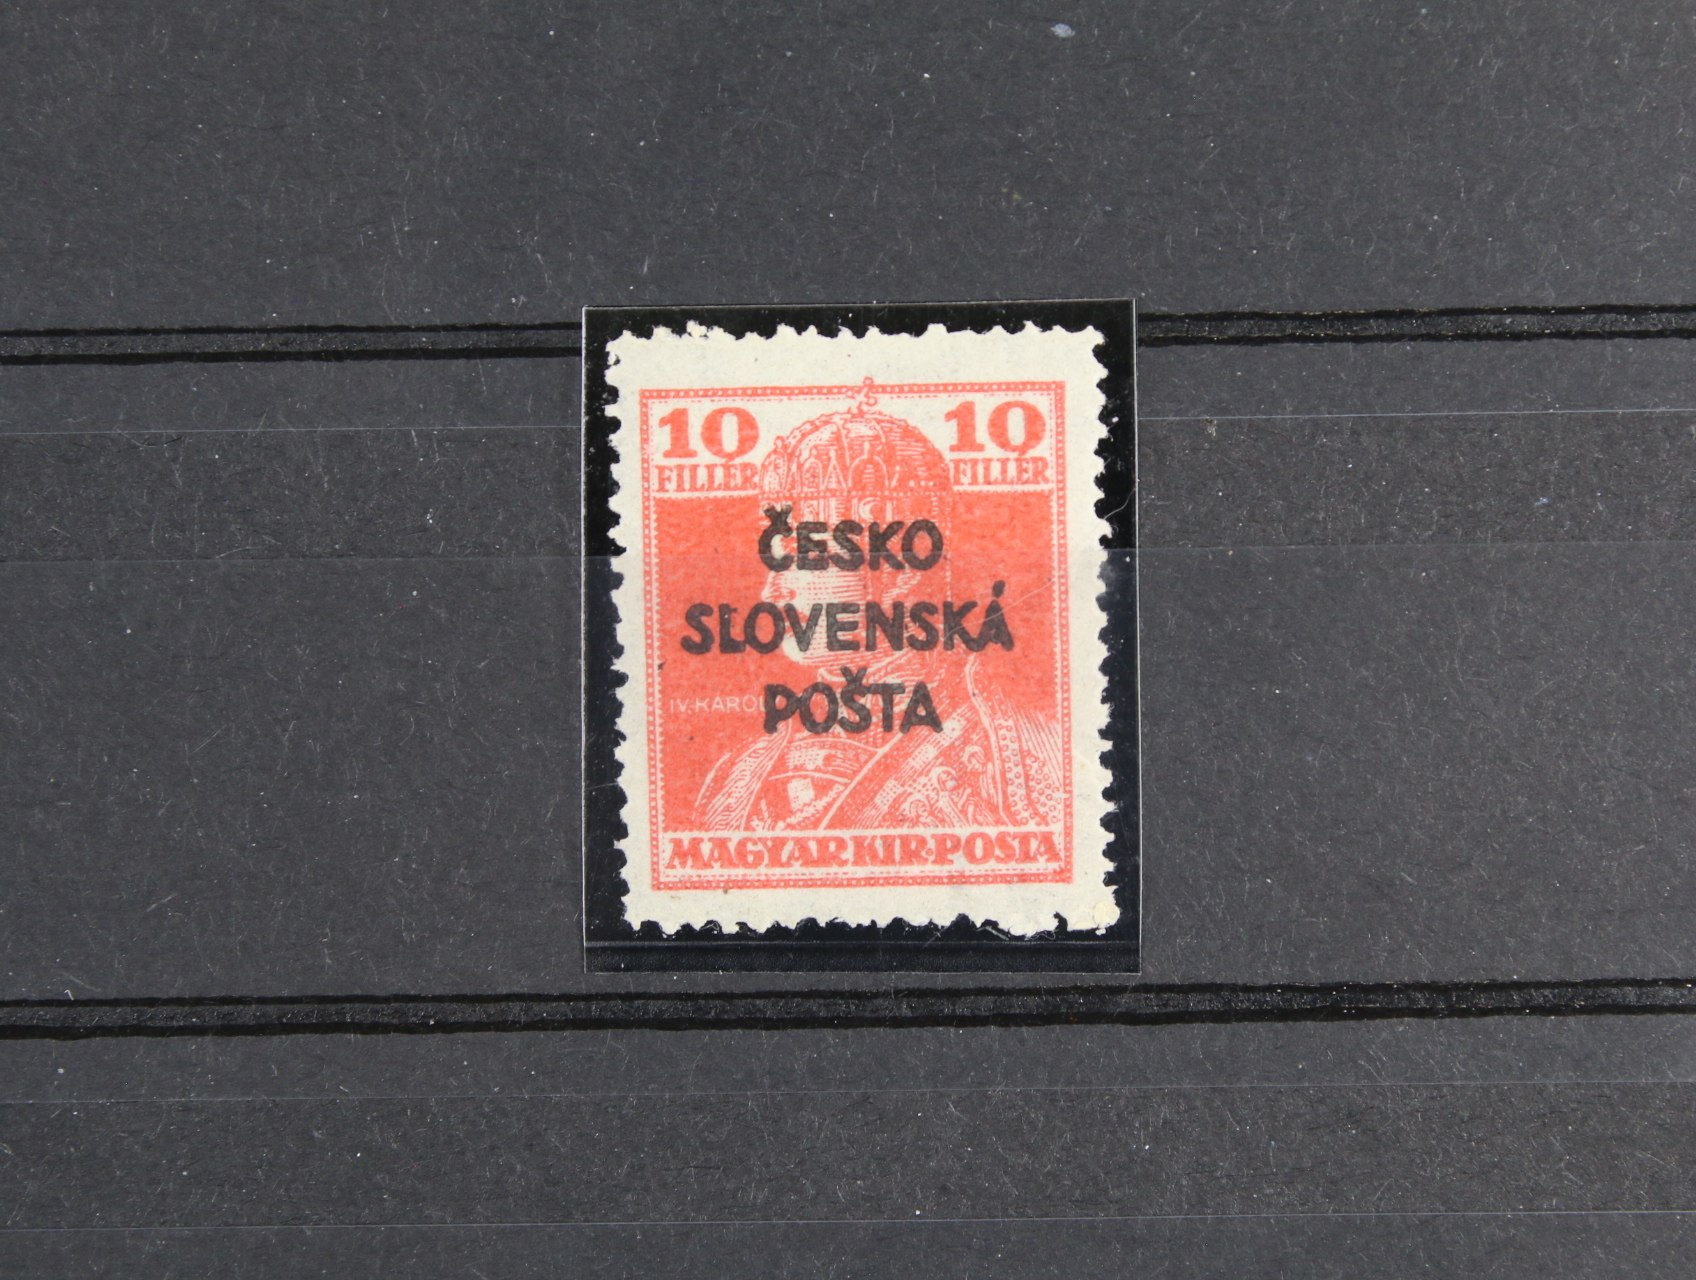 10 10
FILLÉR FILLÉR
ČESKO
SLOVENSKÁ
POŠTA
IV. KÁROLY
MAGYAR KIR. POSTA